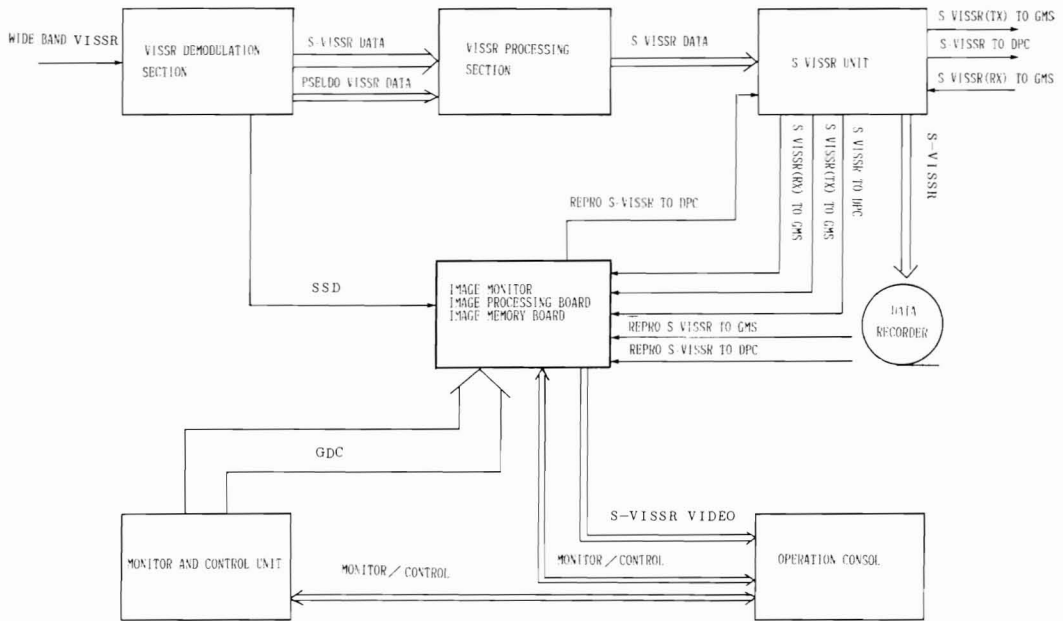 WIDE BAND VISSR
VISSR DEMODULATION
SECTION
S-VISSR DATA
PSELDO VISSR DATA
VISSR PROCESSING
SECTION
S VISSR DATA
S VISSR UNIT
S VISSR(TX) TO GMS
S-VISSR TO DPC
S VISSR(RX) TO GMS
S VISSR(RX) TO GMS
S VISSR(TX) TO GMS
S VISSR TO DPC
S-VISSR
REPRO S-VISSR TO DPC
SSD
IMAGE MONITOR
IMAGE PROCESSING BOARD
IMAGE MEMORY BOARD
REPRO S VISSR TO GMS
REPRO S-VISSR TO DPC
DATA
RECORDER
GDC
S-VISSR VIDEO
MONITOR AND CONTROL UNIT
MONITOR/CONTROL
MONITOR/CONTROL
OPERATION CONSOL